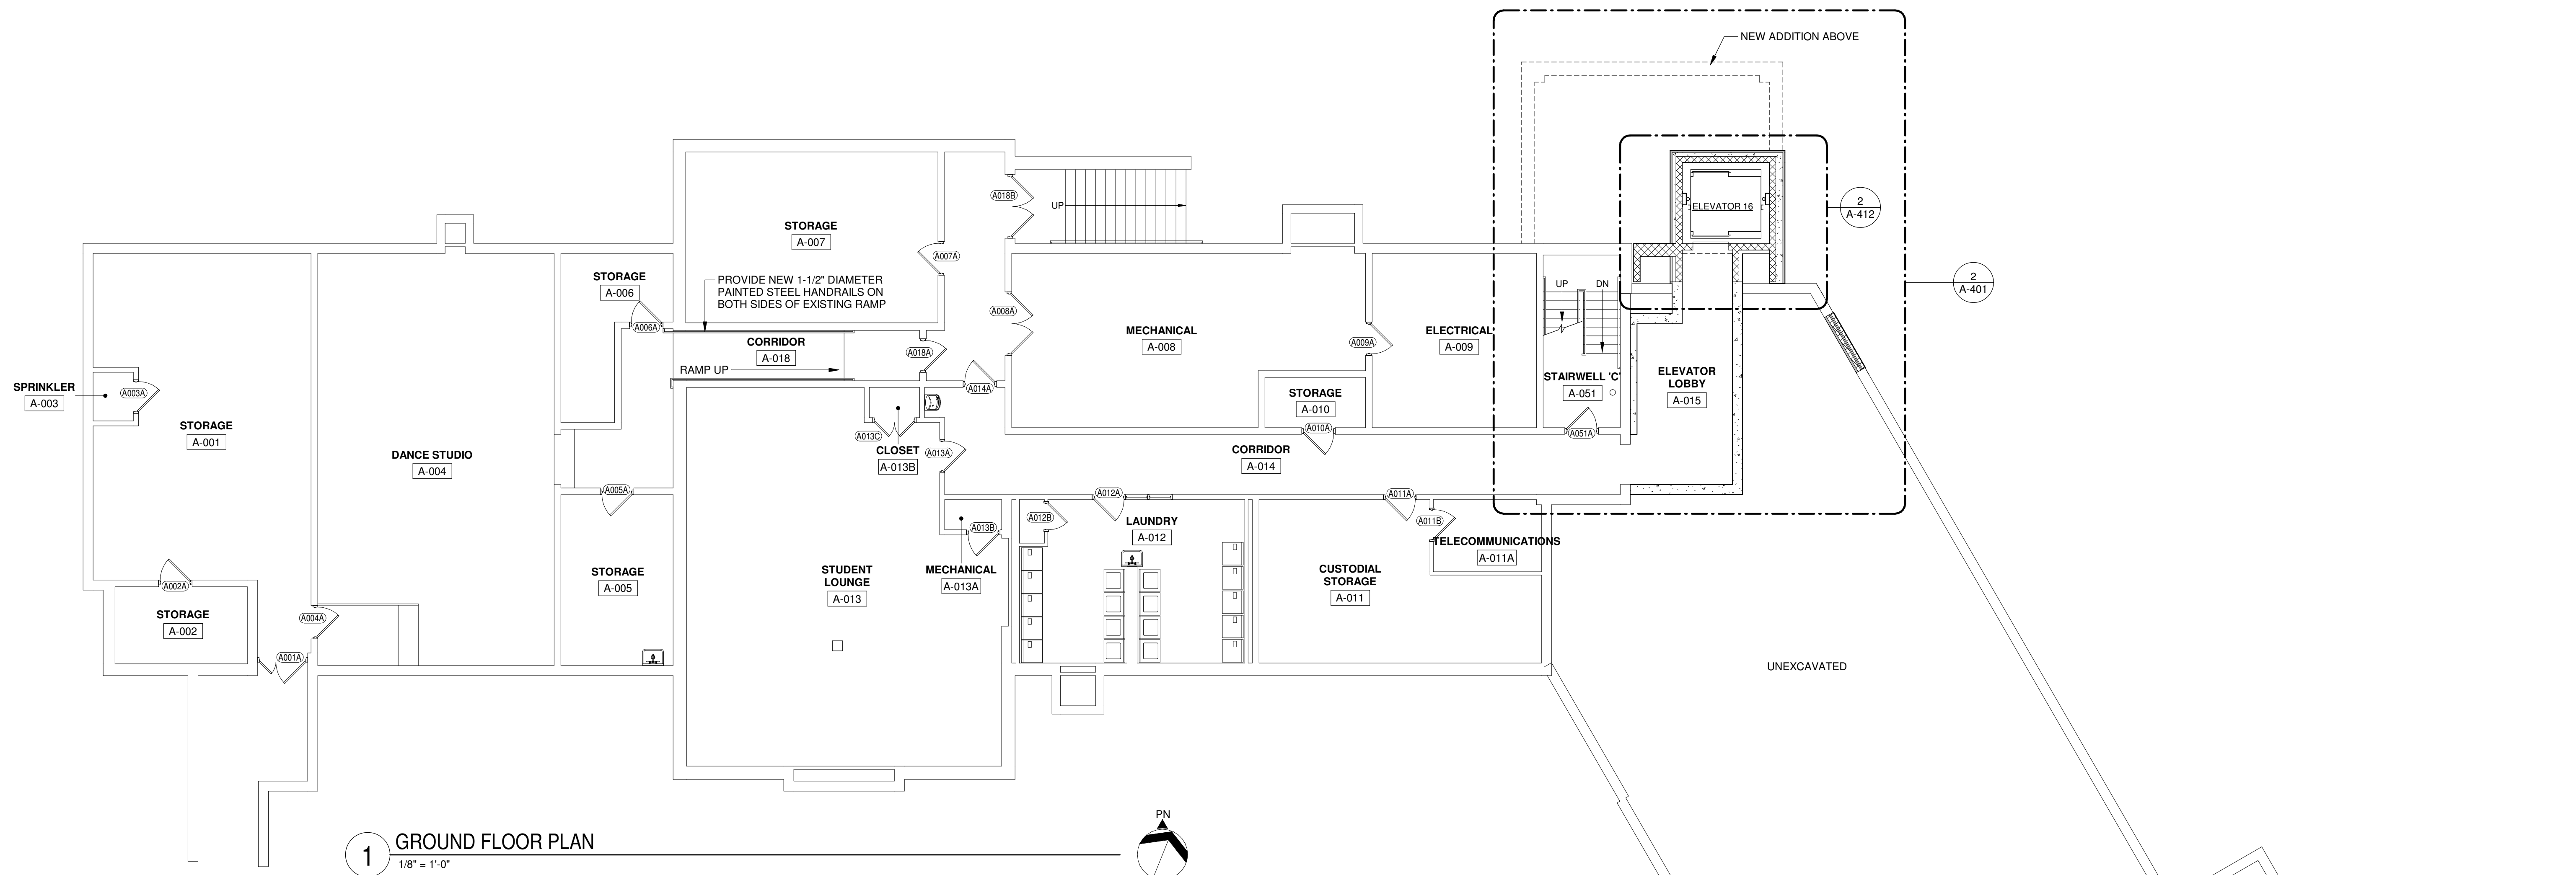 NEW ADDITION ABOVE
A018B
UP
2
A-412
ELEVATOR 16
STORAGE
A-007
A007A
2
A-401
STORAGE
A-006
PROVIDE NEW 1-1/2" DIAMETER
PAINTED STEEL HANDRAILS ON
BOTH SIDES OF EXISTING RAMP
UP
DN
A008A
A006A
MECHANICAL
A-008
ELECTRICAL
A-009
A009A
CORRIDOR
A-018
A018A
RAMP UP
SPRINKLER
A-003
A003A
A014A
STORAGE
A-010
STAIRWELL 'C'
A-051
ELEVATOR
LOBBY
A-015
STORAGE
A-001
A013C
A010A
A051A
DANCE STUDIO
A-004
CLOSET
A-013B
A013A
CORRIDOR
A-014
A005A
A012A
A011A
A012B
LAUNDRY
A-012
A011B
A013B
TELECOMMUNICATIONS
A-011A
STORAGE
A-005
STUDENT
LOUNGE
A-013
MECHANICAL
A-013A
CUSTODIAL
STORAGE
A-011
A002A
STORAGE
A-002
A004A
A001A
UNEXCAVATED
PN
1
GROUND FLOOR PLAN
1/8" = 1'-0"